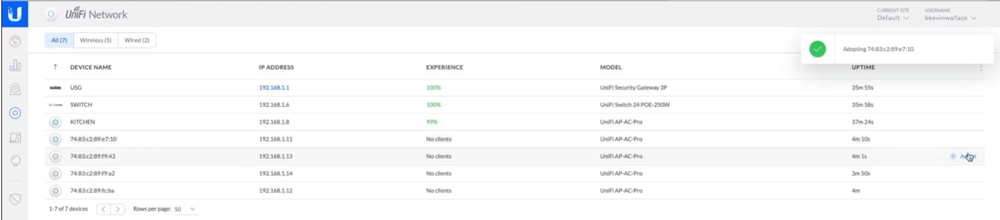 UniFi Network
CURRENT SITE
Default
USERNAME
bkevinwallace
All (7) Wireless (5) Wired (2)
Adopting 74:83:c2:89:e7:10.
DEVICE NAME IP ADDRESS EXPERIENCE MODEL UPTIME
USG 192.168.1.1 100% UniFi Security Gateway 3P 35m 55s
SWITCH 192.168.1.6 100% UniFi Switch 24 POE-250W 35m 58s
KITCHEN 192.168.1.8 99% UniFi AP-AC-Pro 37m 24s
74:83:c2:89:e7:10 192.168.1.11 No clients UniFi AP-AC-Pro 4m 10s
74:83:c2:89:f9:43 192.168.1.13 No clients UniFi AP-AC-Pro 4m 1s
74:83:c2:89:f9:a2 192.168.1.14 No clients UniFi AP-AC-Pro 3m 50s
74:83:c2:89:fc:ba 192.168.1.12 No clients UniFi AP-AC-Pro 4m
1-7 of 7 devices Rows per page: 50